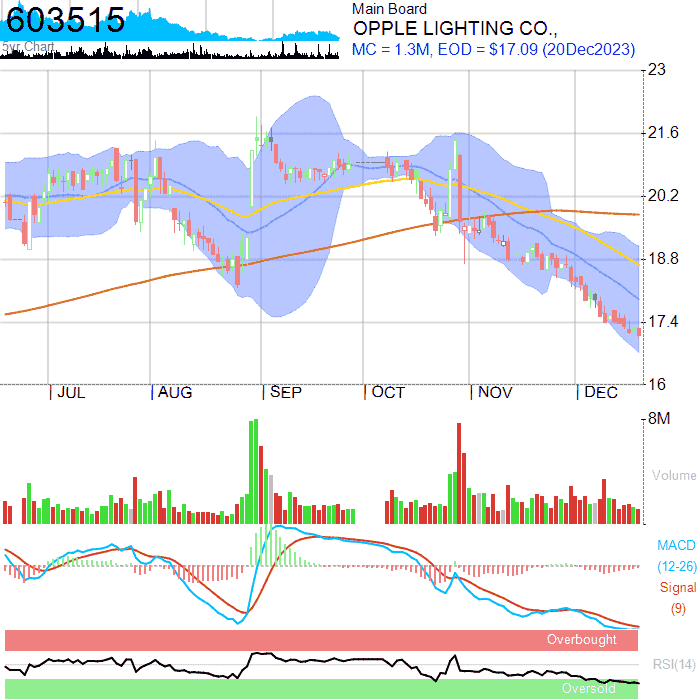 603515
5yr Chart
Main Board
OPPLE LIGHTING CO.,
MC = 1.3M, EOD = $17.09 (20Dec2023)
23
21.6
20.2
18.8
17.4
16
JUL AUG SEP OCT NOV DEC
8M
Volume
MACD
(12-26)
Signal
(9)
Overbought
RSI(14)
Oversold